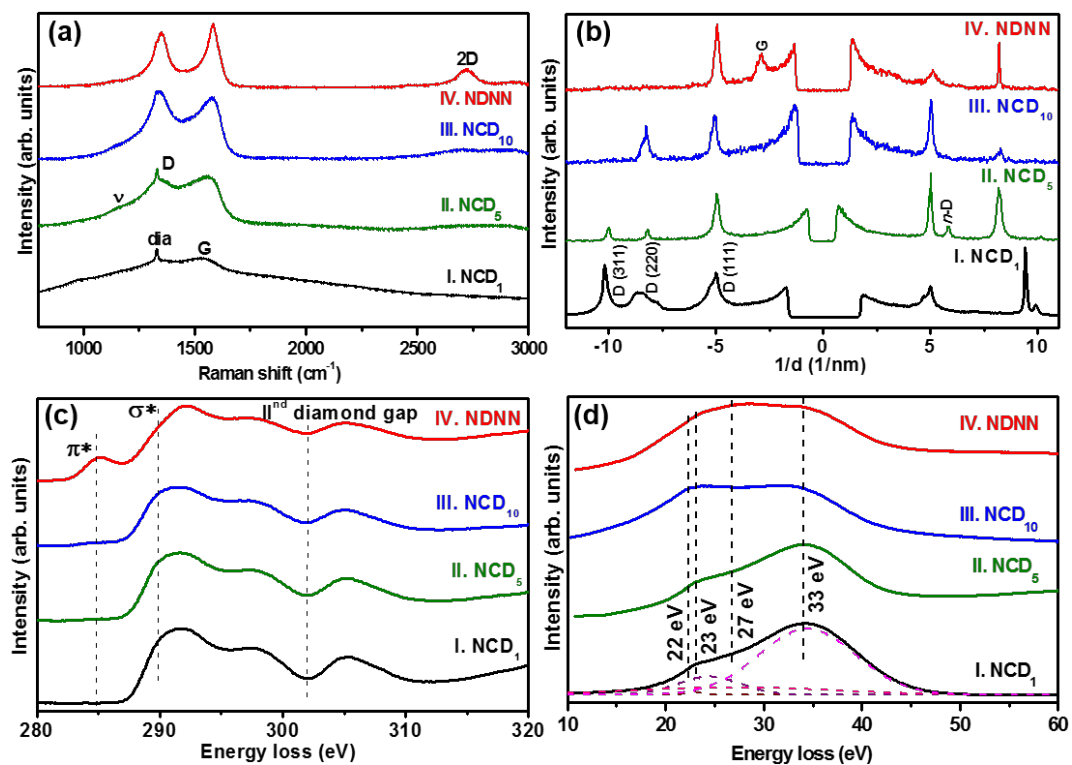 (a)
2D
IV. NDNN
III. NCD10
D
ν
II. NCD5
dia
G
I. NCD1
Intensity (arb. units)
1000 1500 2000 2500 3000
Raman shift (cm-1)
(b)
IV. NDNN
G
III. NCD10
II. NCD5
n-D
D (311)
D (220)
D (111)
I. NCD1
Intensity (arb. units)
-10 -5 0 5 10
1/d (1/nm)
(c)
σ*
IInd diamond gap
IV. NDNN
π*
III. NCD10
II. NCD5
I. NCD1
Intensity (arb. units)
280 290 300 310 320
Energy loss (eV)
(d)
IV. NDNN
III. NCD10
II. NCD5
22 eV
23 eV
27 eV
33 eV
I. NCD1
Intensity (arb. units)
10 20 30 40 50 60
Energy loss (eV)